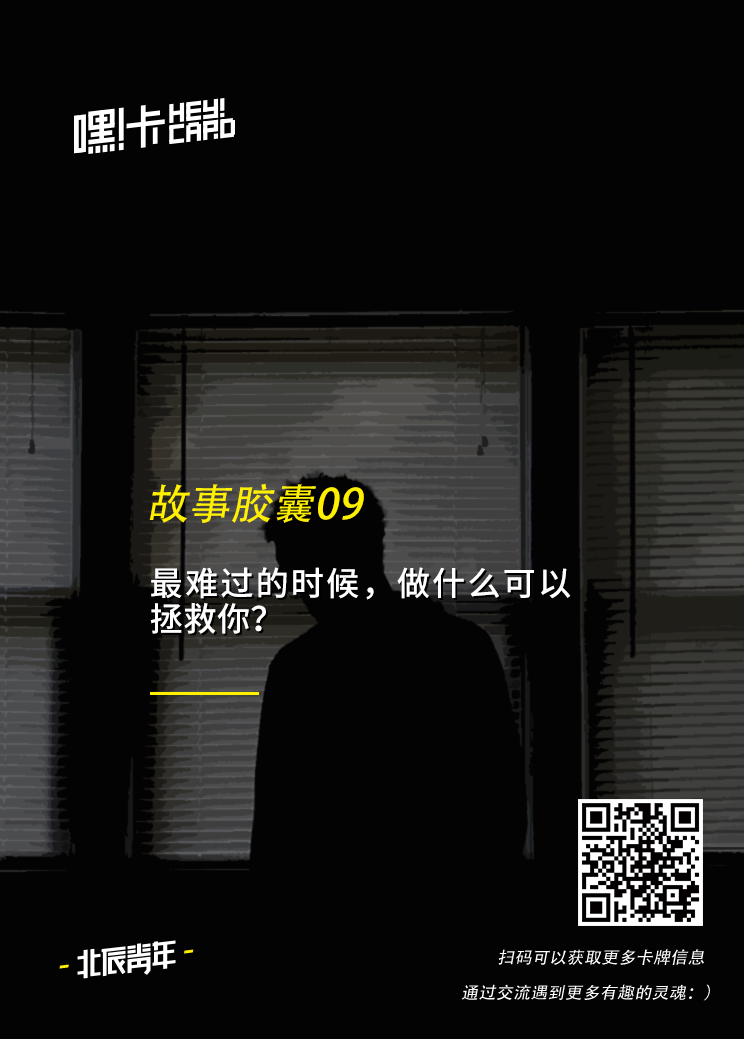 嘿!卡 HEY!
CARD
故事胶囊09
最难过的时候，做什么可以
拯救你？
北辰青年
扫码可以获取更多卡牌信息
通过交流遇到更多有趣的灵魂：）